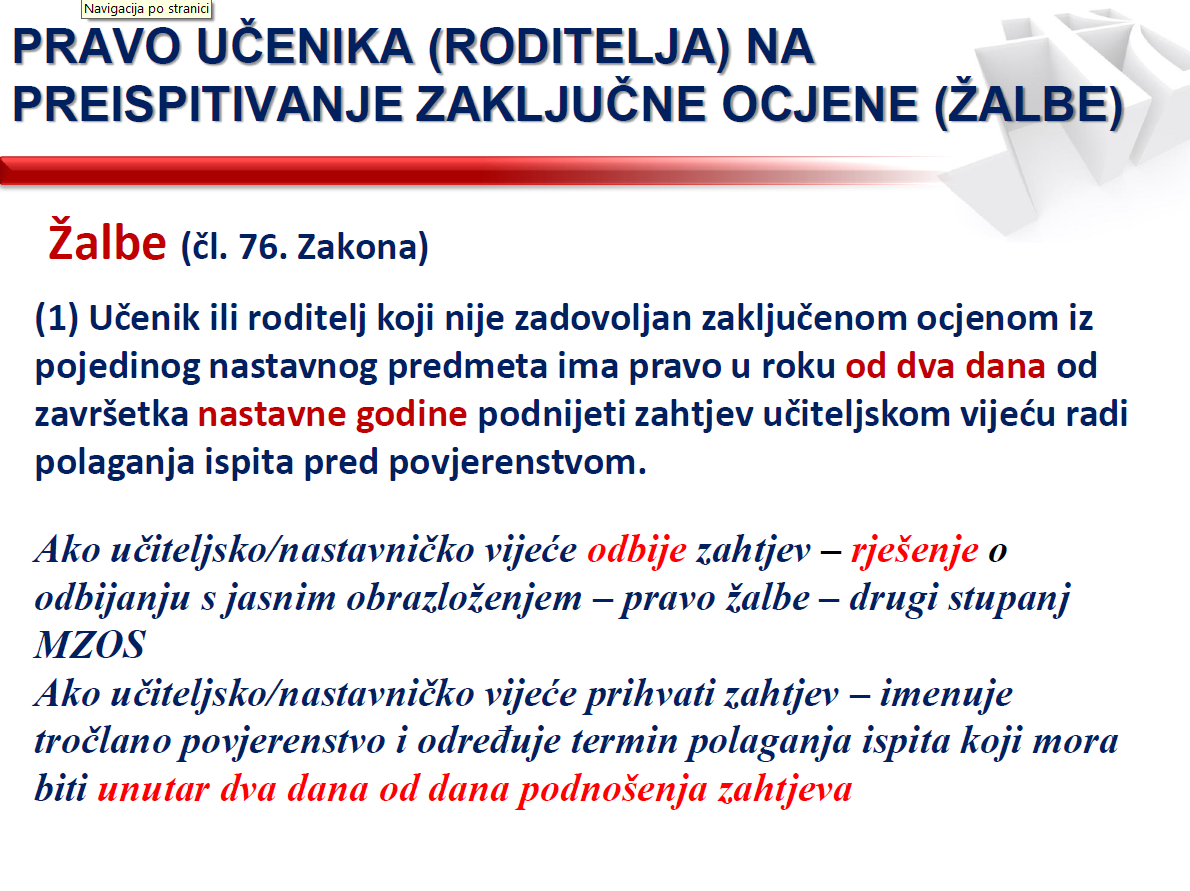 Navigacija po stranici
PRAVO UČENIKA (RODITELJA) NA
PREISPITIVANJE ZAKLJUČNE OCJENE (ŽALBE)
Žalbe (čl. 76. Zakona)
(1) Učenik ili roditelj koji nije zadovoljan zaključenom ocjenom iz
pojedinog nastavnog predmeta ima pravo u roku od dva dana od
završetka nastavne godine podnijeti zahtjev učiteljskom vijeću radi
polaganja ispita pred povjerenstvom.
Ako učiteljsko/nastavničko vijeće odbije zahtjev – rješenje o
odbijanju s jasnim obrazloženjem – pravo žalbe – drugi stupanj
MZOS
Ako učiteljsko/nastavničko vijeće prihvati zahtjev – imenuje
tročlano povjerenstvo i određuje termin polaganja ispita koji mora
biti unutar dva dana od dana podnošenja zahtjeva